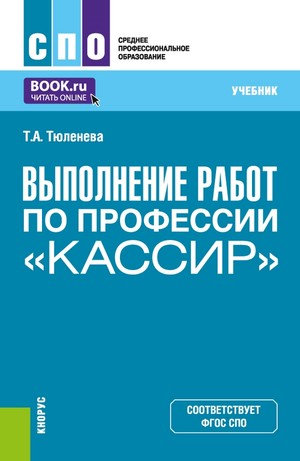 СПО
СРЕДНЕЕ
ПРОФЕССИОНАЛЬНОЕ
ОБРАЗОВАНИЕ
BOOK.ru
ЧИТАТЬ ONLINE
УЧЕБНИК
Т.А. Тюленева
ВЫПОЛНЕНИЕ РАБОТ
ПО ПРОФЕССИИ
«КАССИР»
КНОРУС
СООТВЕТСТВУЕТ
ФГОС СПО